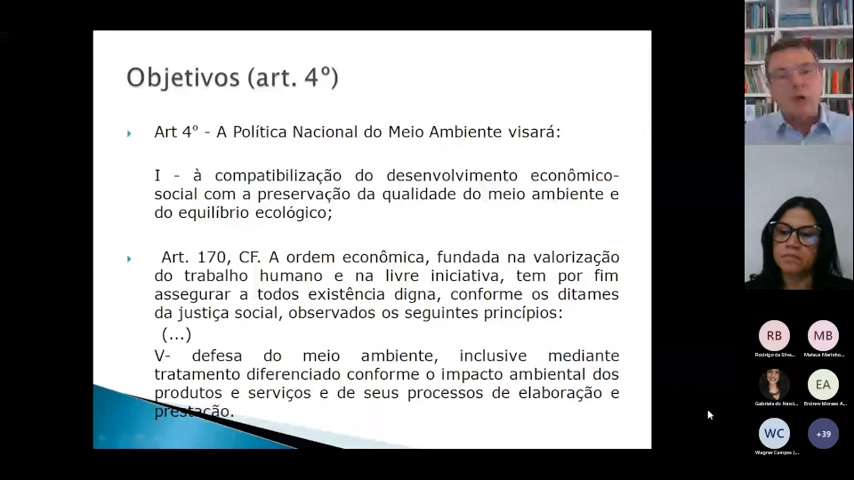 Objetivos (art. 4º)
Art 4° - A Política Nacional do Meio Ambiente visará:
I - à compatibilização do desenvolvimento econômico-
social com a preservação da qualidade do meio ambiente e
do equilíbrio ecológico;
Art. 170, CF. A ordem econômica, fundada na valorização
do trabalho humano e na livre iniciativa, tem por fim
assegurar a todos existência digna, conforme os ditames
da justiça social, observados os seguintes princípios:
(...)
V- defesa do meio ambiente, inclusive mediante
tratamento diferenciado conforme o impacto ambiental dos
produtos e serviços e de seus processos de elaboração e
prestação.
RB
MB
Rodrigo da Silva...
Mateus Marinho...
EA
Gabriela do Nasci...
Endrew Moraes A...
WC
+39
Wagner Campos (...